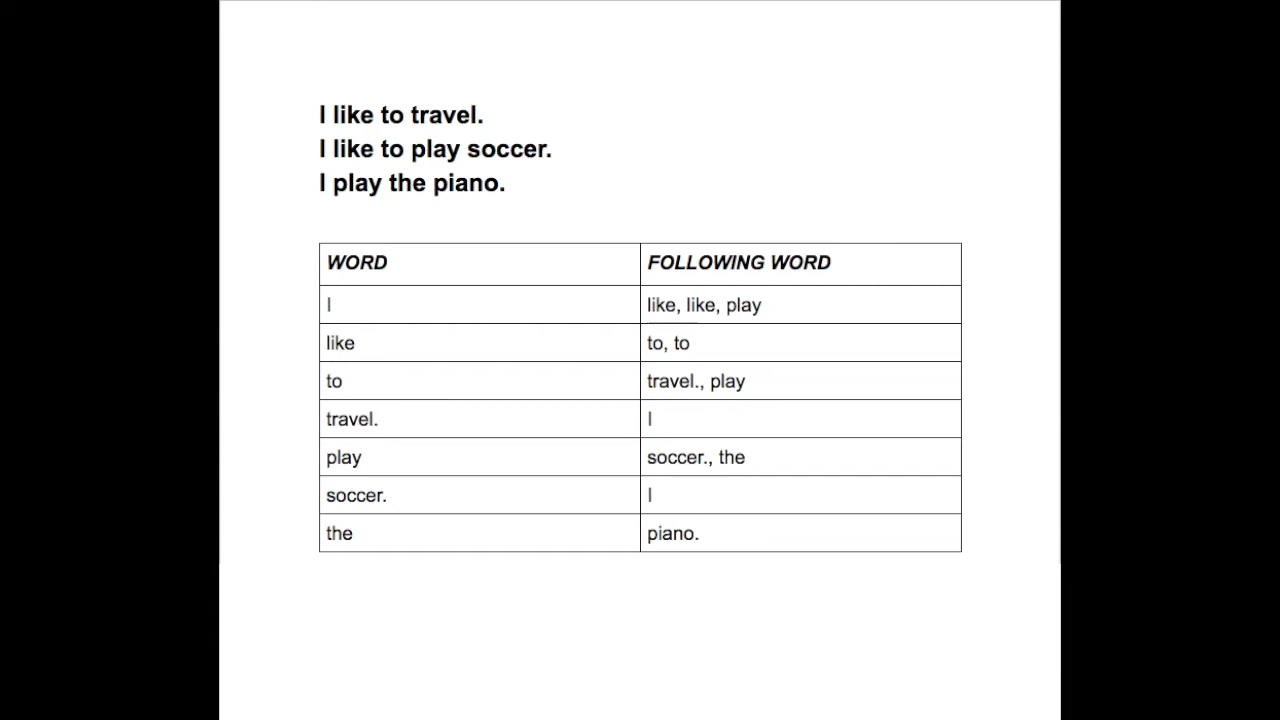 I like to travel.
I like to play soccer.
I play the piano.
WORD FOLLOWING WORD
I like, like, play
like to, to
to travel., play
travel. I
play soccer., the
soccer. I
the piano.